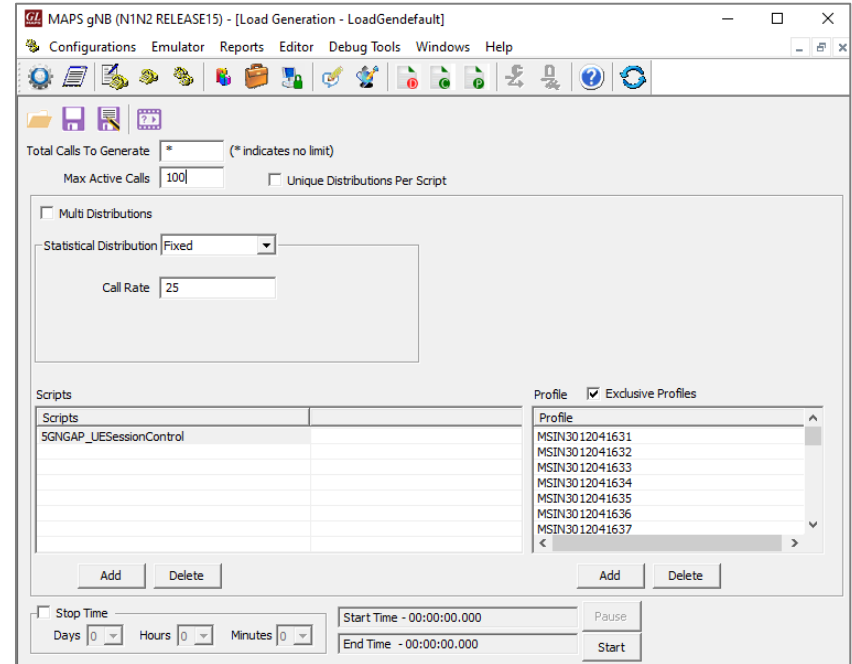 GL MAPS MAPS gNB (N1N2 RELEASE15) - [Load Generation - LoadGendefault]
Configurations Emulator Reports Editor Debug Tools Windows Help
Total Calls To Generate * (* indicates no limit)
Max Active Calls 100 Unique Distributions Per Script
Multi Distributions
Statistical Distribution Fixed
Call Rate 25
Scripts Profile Exclusive Profiles
Scripts Profile
5GNGAP_UESessionControl MSIN3012041631
MSIN3012041632
MSIN3012041633
MSIN3012041634
MSIN3012041635
MSIN3012041636
MSIN3012041637
Add Delete Add Delete
Stop Time Start Time - 00:00:00.000 Pause
Days 0 Hours 0 Minutes 0 End Time - 00:00:00.000 Start